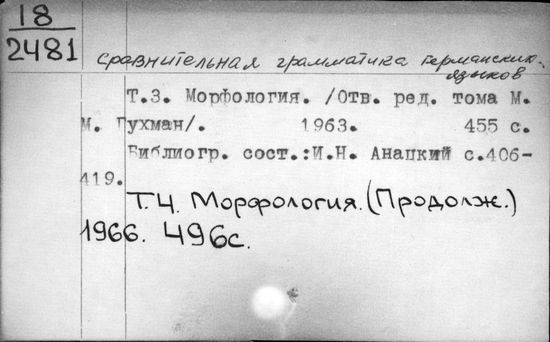 18
2481
Сравнительная грамматика германских
языков
Т.3. Морфология. /Отв. ред. тома М.
М. Гухман/. 1963. 455 с.
Библиогр. сост.:И.Н. Анацкий с.406-
419.
Т.4. Морфология.(Продолж.)
1966. 496с.